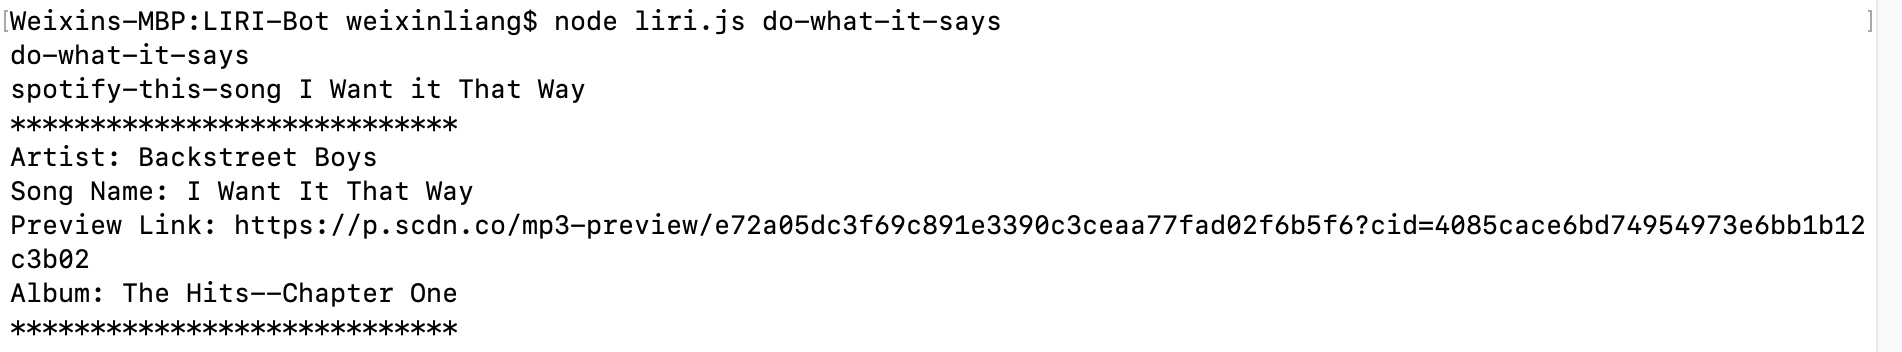 [Weixins-MBP:LIRI-Bot weixinliang$ node liri.js do-what-it-says ]
do-what-it-says
spotify-this-song I Want it That Way
****************************
Artist: Backstreet Boys
Song Name: I Want It That Way
Preview Link: https://p.scdn.co/mp3-preview/e72a05dc3f69c891e3390c3ceaa77fad02f6b5f6?cid=4085cace6bd74954973e6bb1b12
c3b02
Album: The Hits--Chapter One
****************************